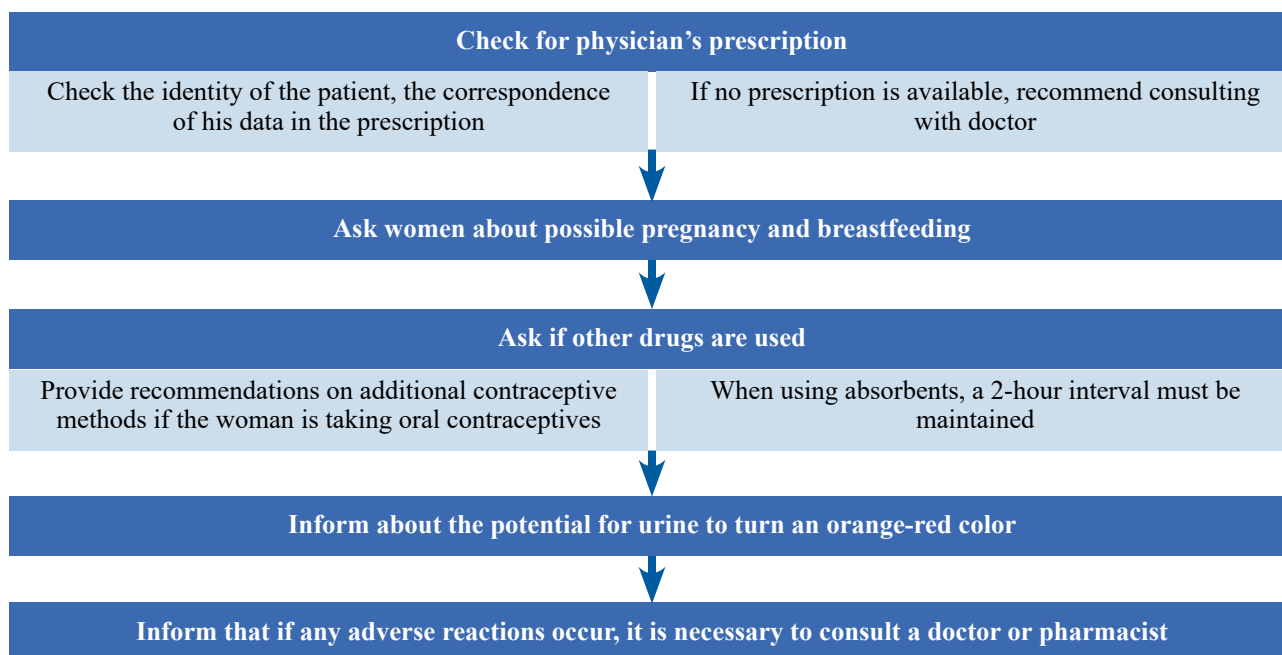 Check for physician’s prescription
Check the identity of the patient, the correspondence
of his data in the prescription
If no prescription is available, recommend consulting
with doctor
Ask women about possible pregnancy and breastfeeding
Ask if other drugs are used
Provide recommendations on additional contraceptive
methods if the woman is taking oral contraceptives
When using absorbents, a 2-hour interval must be
maintained
Inform about the potential for urine to turn an orange-red color
Inform that if any adverse reactions occur, it is necessary to consult a doctor or pharmacist